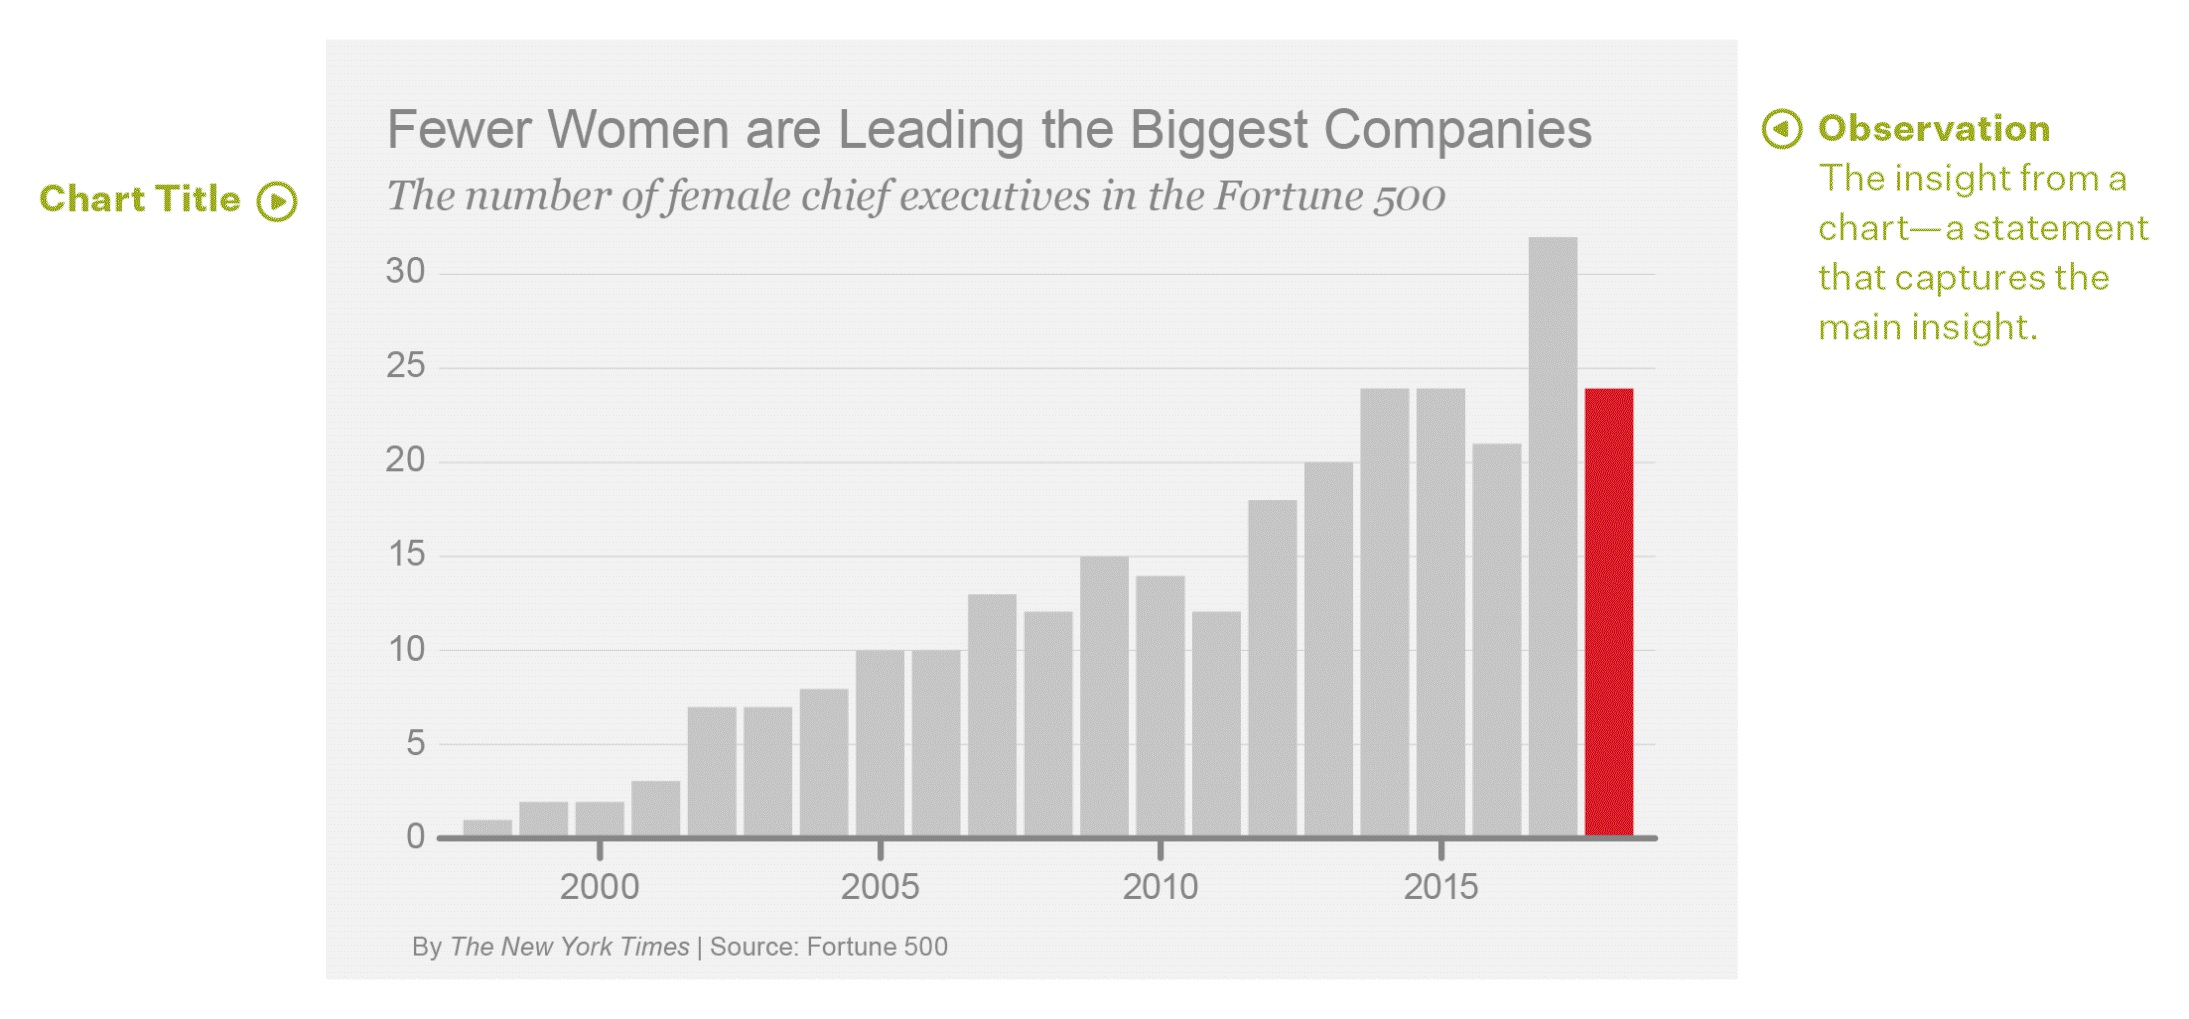 Fewer Women are Leading the Biggest Companies
Observation
The insight from a
chart—a statement
that captures the
main insight.
Chart Title
The number of female chief executives in the Fortune 500
30
25
20
15
10
5
0
2000
2005
2010
2015
By The New York Times | Source: Fortune 500